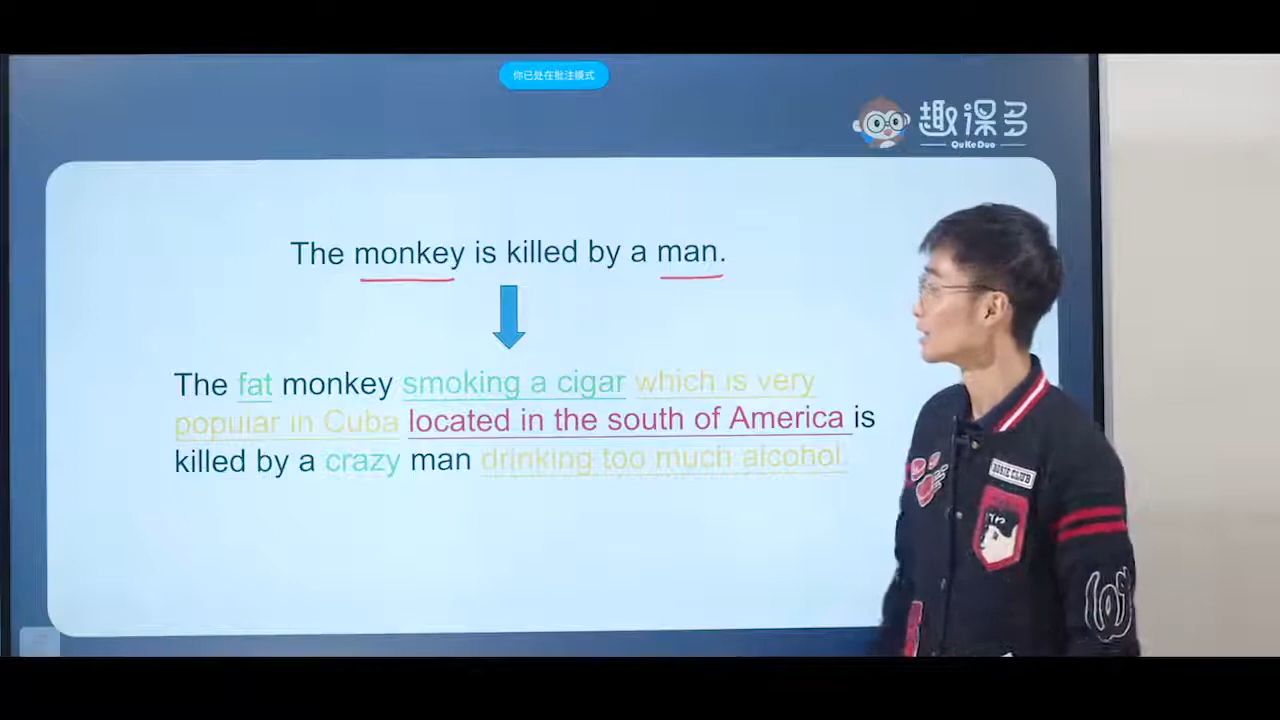 你已处在批注模式
趣课多
QuKeDuo
The monkey is killed by a man.
The fat monkey smoking a cigar which is very
popular in Cuba located in the south of America is
killed by a crazy man drinking too much alcohol.